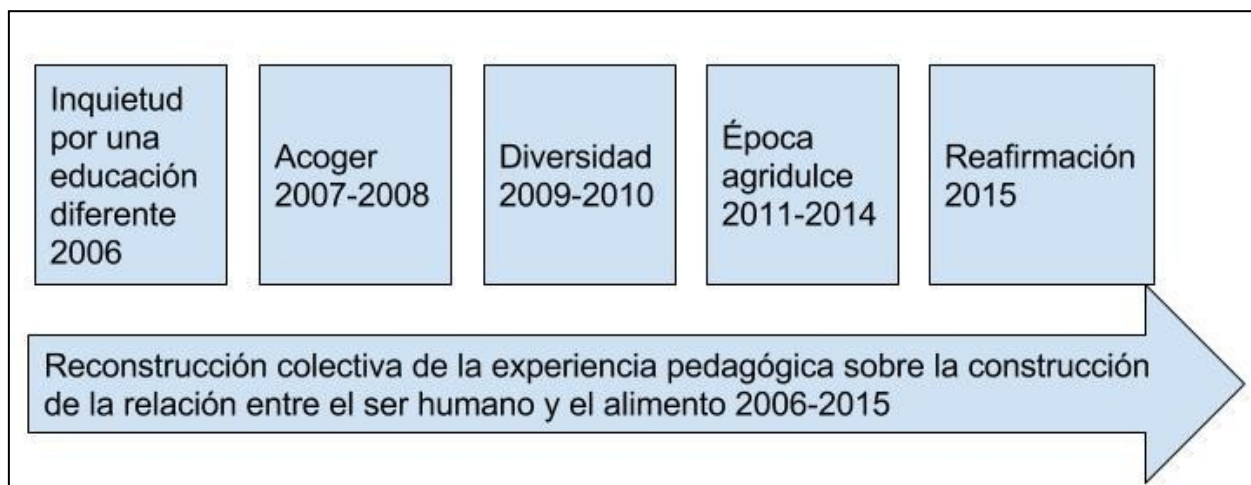 Inquietud
por una
educación
diferente
2006
Acoger
2007-2008
Diversidad
2009-2010
Época
agridulce
2011-2014
Reafirmación
2015
Reconstrucción colectiva de la experiencia pedagógica sobre la construcción
de la relación entre el ser humano y el alimento 2006-2015